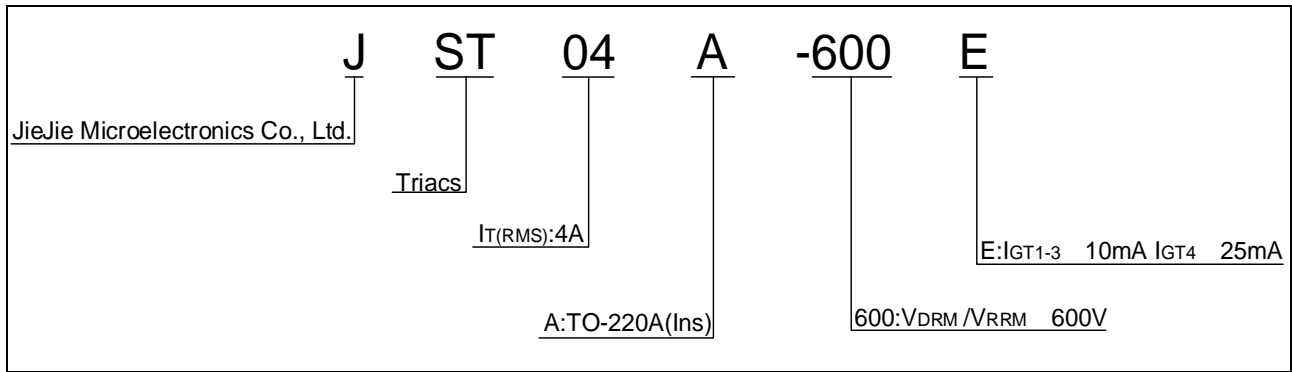 J ST 04 A -600 E
JieJie Microelectronics Co., Ltd.
Triacs
IT(RMS):4A
E:IGT1-3 10mA IGT4 25mA
A:TO-220A(Ins)
600:VDRM /VRRM 600V